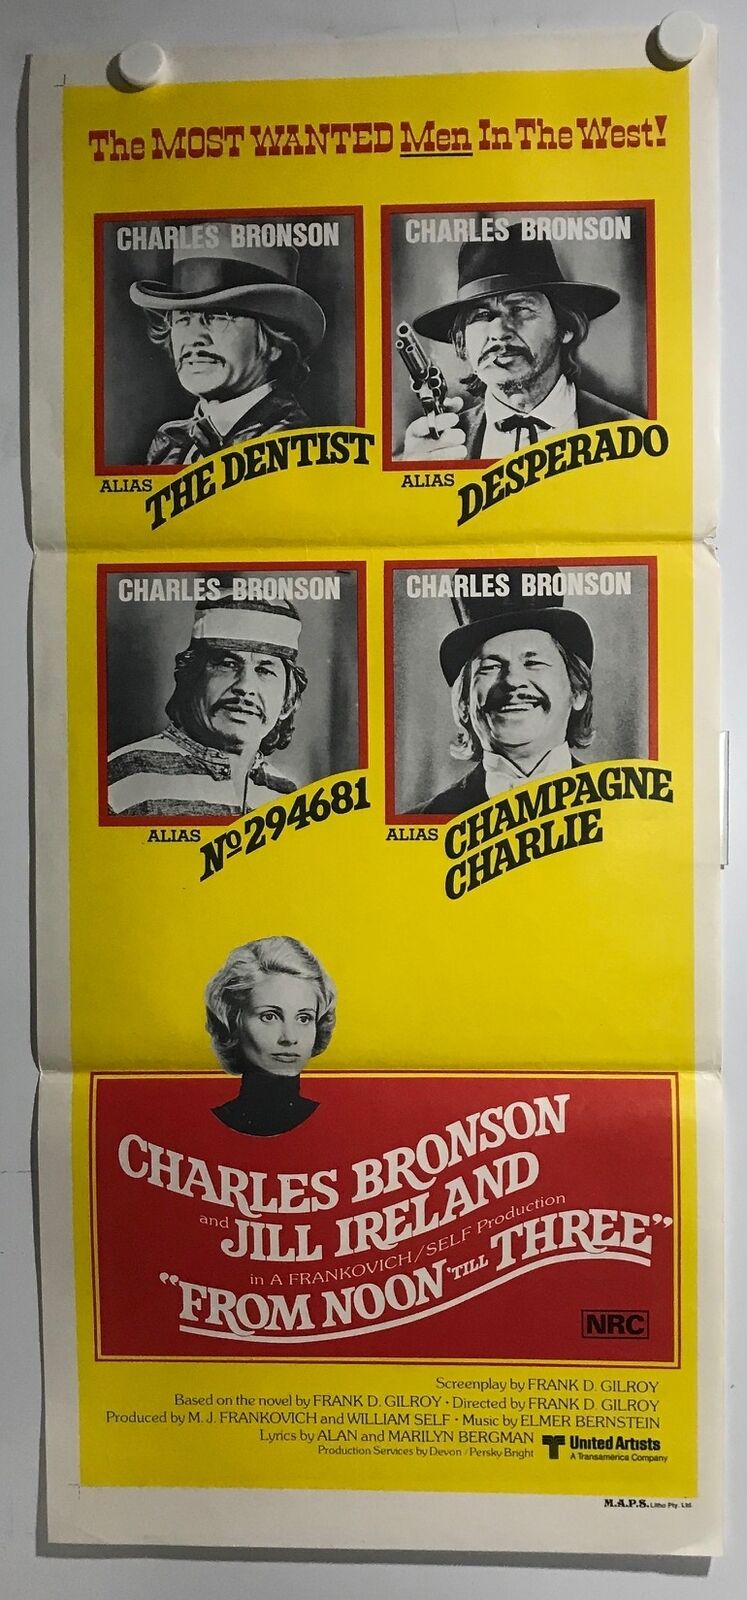 The MOST WANTED Men In The West!
CHARLES BRONSON
ALIAS THE DENTIST
CHARLES BRONSON
ALIAS DESPERADO
CHARLES BRONSON
ALIAS No 294681
CHARLES BRONSON
ALIAS CHAMPAGNE
CHARLIE
CHARLES BRONSON
and JILL IRELAND
in A FRANKOVICH/SELF Production
"FROM NOON 'TILL THREE"
NRC
Screenplay by FRANK D. GILROY
Based on the novel by FRANK D. GILROY • Directed by FRANK D. GILROY
Produced by M. J. FRANKOVICH and WILLIAM SELF • Music by ELMER BERNSTEIN
Lyrics by ALAN and MARILYN BERGMAN
Production Services by Devon / Persky Bright
United Artists
A Transamerica Company
M.A.P.S. Litho Pty. Ltd.